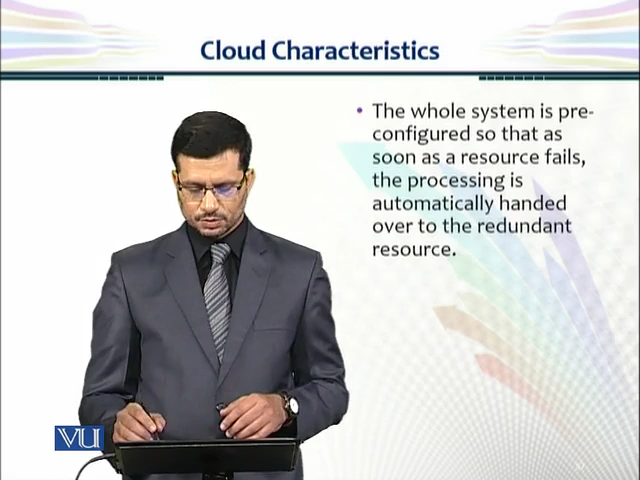 Cloud Characteristics
• The whole system is pre-
configured so that as
soon as a resource fails,
the processing is
automatically handed
over to the redundant
resource.
VU